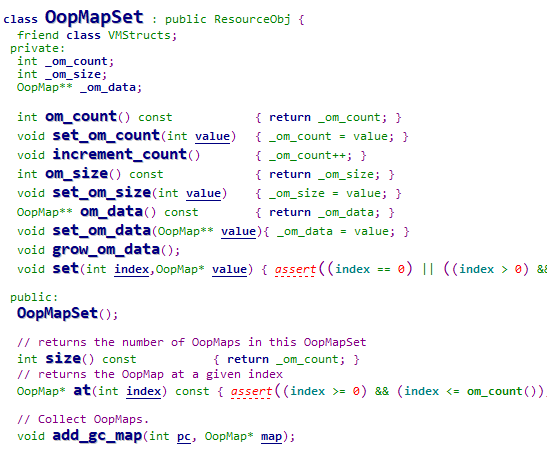 class OopMapSet : public ResourceObj {
  friend class VMStructs;
 private:
  int _om_count;
  int _om_size;
  OopMap** _om_data;

  int om_count() const              { return _om_count; }
  void set_om_count(int value)   { _om_count = value; }
  void increment_count()         { _om_count++; }
  int om_size() const               { return _om_size; }
  void set_om_size(int value)    { _om_size = value; }
  OopMap** om_data() const        { return _om_data; }
  void set_om_data(OopMap** value){ _om_data = value; }
  void grow_om_data();
  void set(int index,OopMap* value) { assert((index == 0) || ((index > 0) &&

 public:
  OopMapSet();

  // returns the number of OopMaps in this OopMapSet
  int size() const            { return _om_count; }
  // returns the OopMap at a given index
  OopMap* at(int index) const { assert((index >= 0) && (index <= om_count())

  // Collect OopMaps.
  void add_gc_map(int pc, OopMap* map);